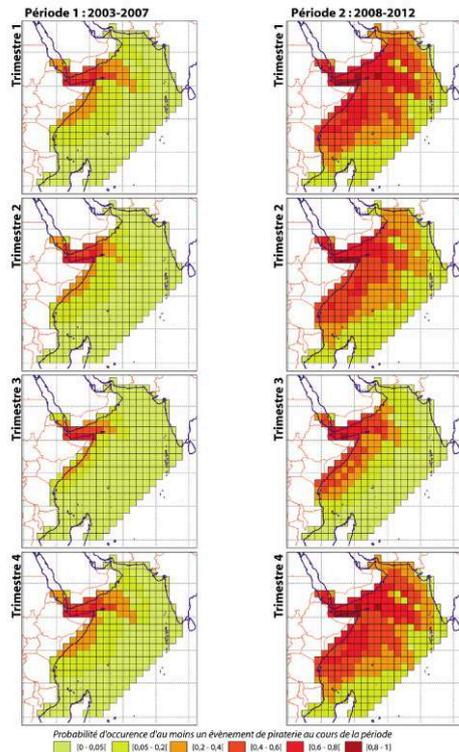 Période 1 : 2003-2007
Période 2 : 2008-2012
Trimestre 1
Trimestre 1
Trimestre 2
Trimestre 2
Trimestre 3
Trimestre 3
Trimestre 4
Trimestre 4
Probabilité d'occurence d'au moins un évènement de piraterie au cours de la période
[0 - 0,05[ [0,05 - 0,2[ [0,2 - 0,4[ [0,4 - 0,6[ [0,6 - 0,8[ [0,8 - 1]